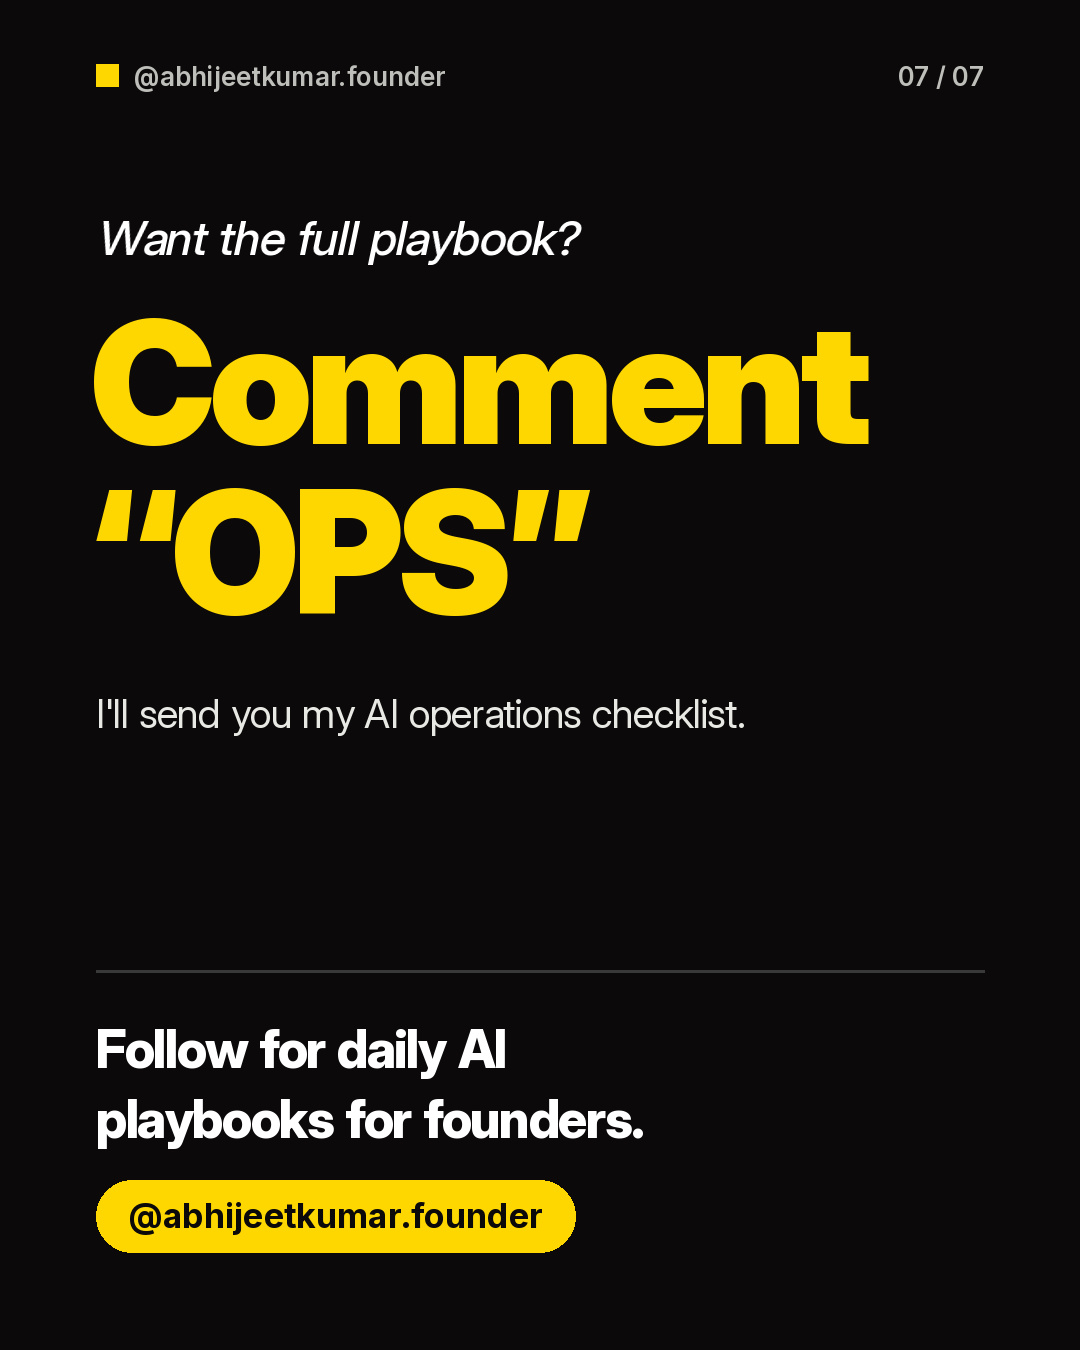 @abhijeetkumar.founder
07 / 07
Want the full playbook?
Comment
“OPS”
I'll send you my AI operations checklist.
Follow for daily AI
playbooks for founders.
@abhijeetkumar.founder